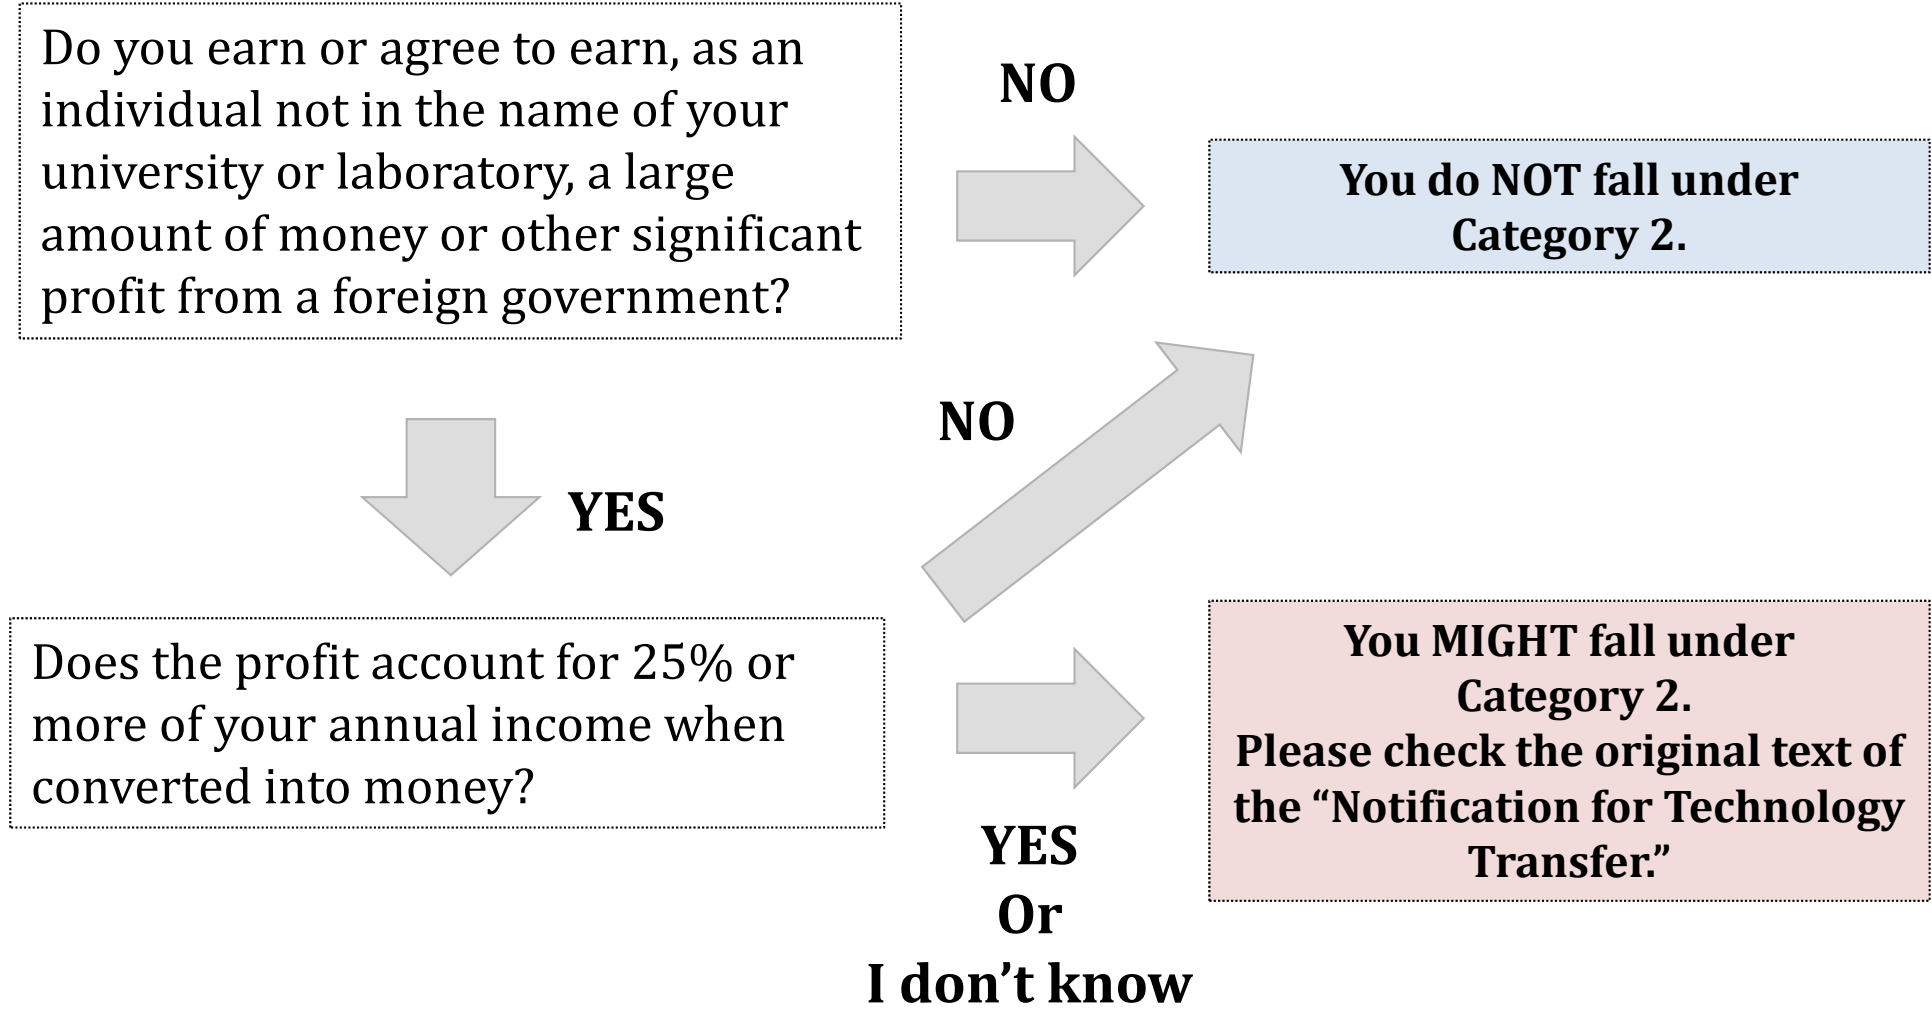 Do you earn or agree to earn, as an
individual not in the name of your
university or laboratory, a large
amount of money or other significant
profit from a foreign government?
NO
You do NOT fall under
Category 2.
YES
NO
Does the profit account for 25% or
more of your annual income when
converted into money?
YES
Or
I don’t know
You MIGHT fall under
Category 2.
Please check the original text of
the “Notification for Technology
Transfer.”